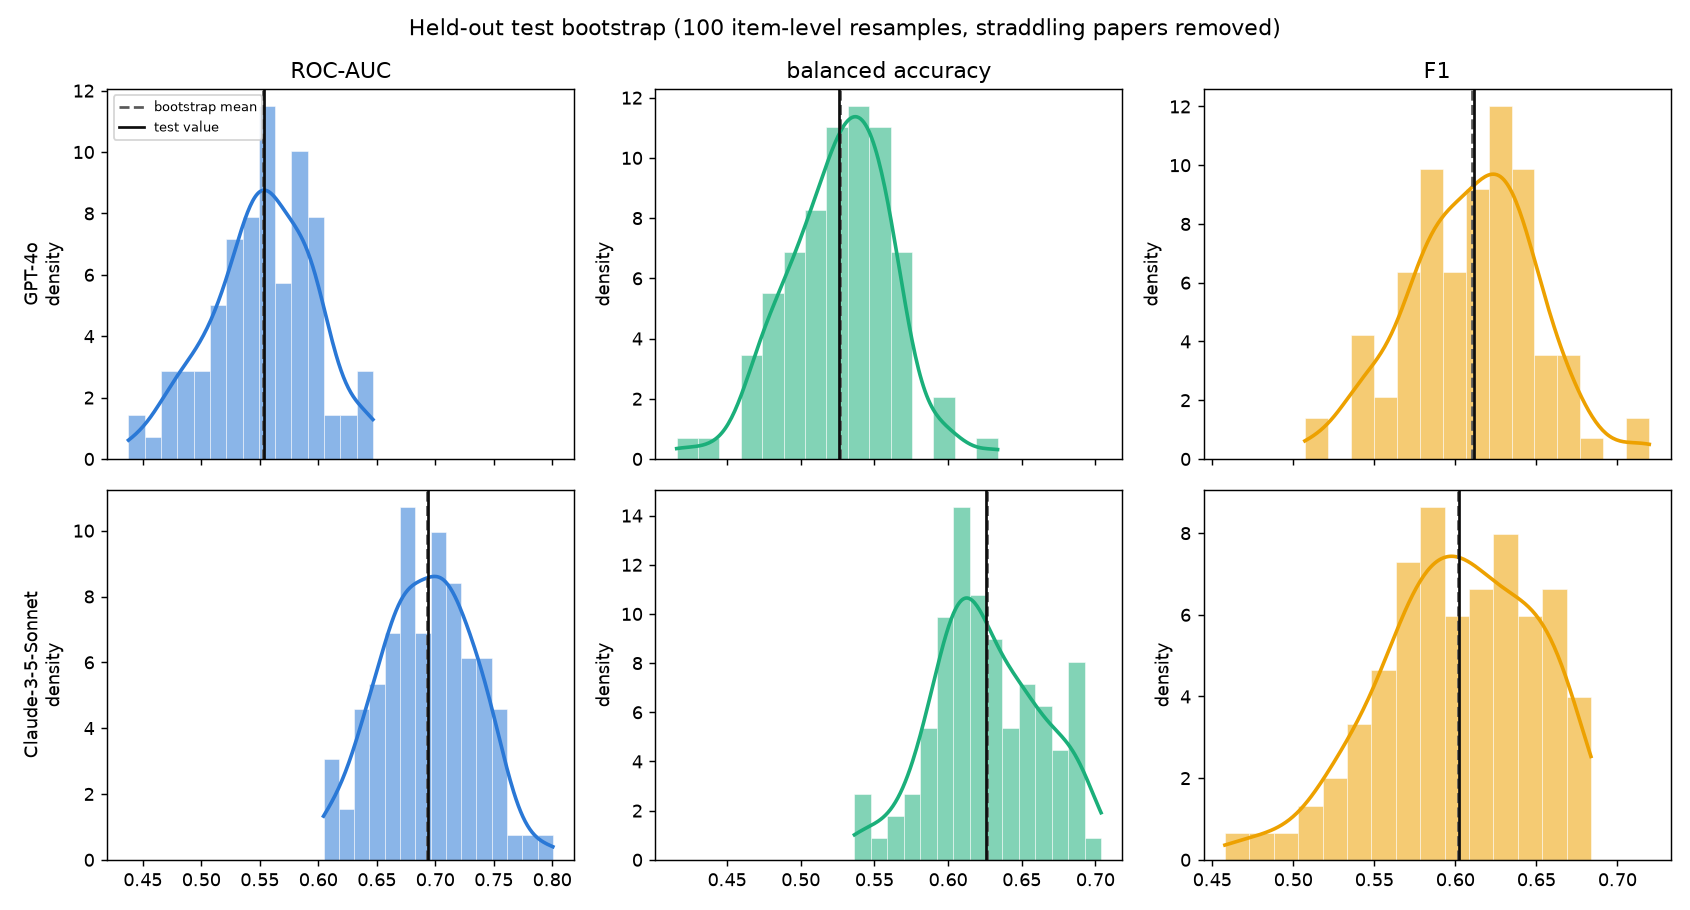 Held-out test bootstrap (100 item-level resamples, straddling papers removed)
ROC-AUC
balanced accuracy
F1
bootstrap mean
test value
GPT-4o
density
0
2
4
6
8
10
12
density
0
2
4
6
8
10
12
density
0
2
4
6
8
10
12
Claude-3-5-Sonnet
density
0
2
4
6
8
10
0.45 0.50 0.55 0.60 0.65 0.70 0.75 0.80
density
0
2
4
6
8
10
12
14
0.45 0.50 0.55 0.60 0.65 0.70
density
0
2
4
6
8
0.45 0.50 0.55 0.60 0.65 0.70